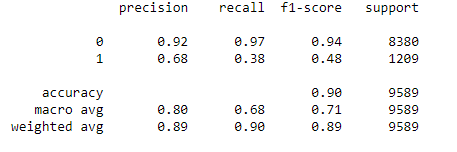 precision recall f1-score support
0 0.92 0.97 0.94 8380
1 0.68 0.38 0.48 1209
accuracy 0.90 9589
macro avg 0.80 0.68 0.71 9589
weighted avg 0.89 0.90 0.89 9589